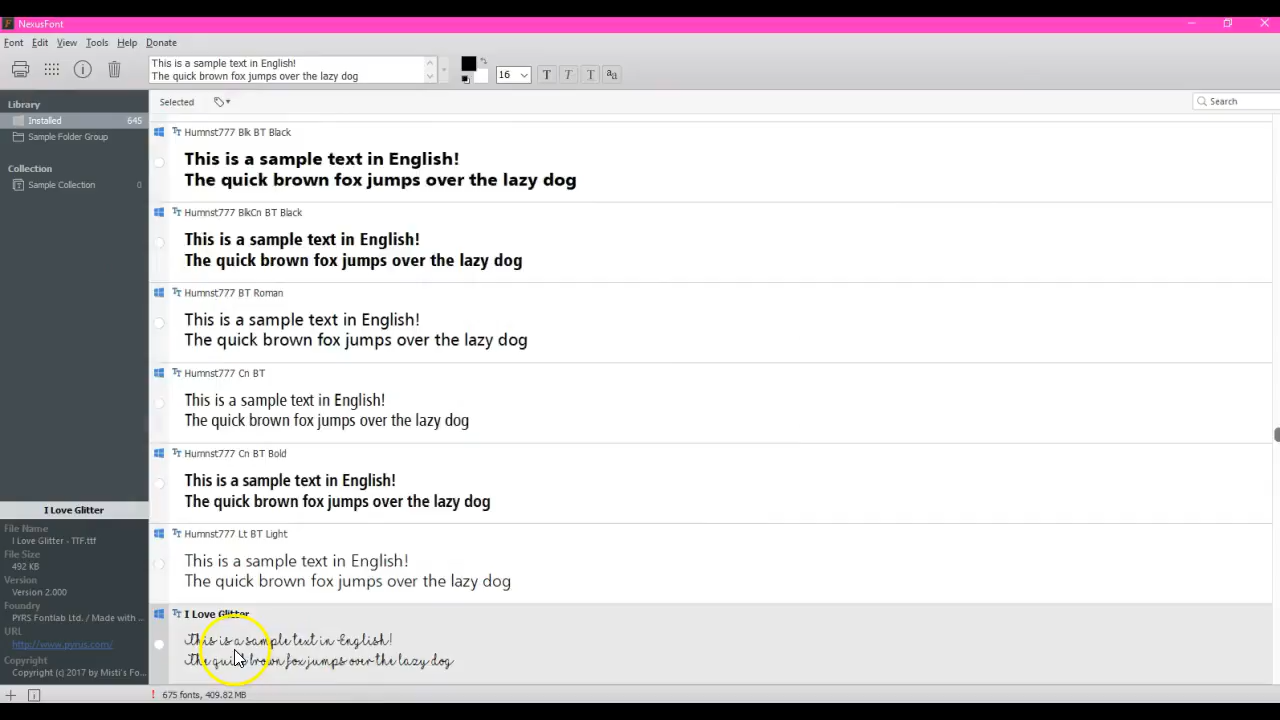 NexusFont
Font Edit View Tools Help Donate
This is a sample text in English!
The quick brown fox jumps over the lazy dog
16 T T T aa
Library
Installed 645
Sample Folder Group
Collection
Sample Collection 0
Selected
Search
Humnst777 Blk BT Black
This is a sample text in English!
The quick brown fox jumps over the lazy dog
Humnst777 BlkCn BT Black
This is a sample text in English!
The quick brown fox jumps over the lazy dog
Humnst777 BT Roman
This is a sample text in English!
The quick brown fox jumps over the lazy dog
Humnst777 Cn BT
This is a sample text in English!
The quick brown fox jumps over the lazy dog
Humnst777 Cn BT Bold
This is a sample text in English!
The quick brown fox jumps over the lazy dog
Humnst777 Lt BT Light
This is a sample text in English!
The quick brown fox jumps over the lazy dog
I Love Glitter
This is a sample text in English!
The quick brown fox jumps over the lazy dog
I Love Glitter
File Name
I Love Glitter - TTF.ttf
File Size
492 KB
Version
Version 2.000
Foundry
PYRS Fontlab Ltd. / Made with ..
URL
http://www.pyrus.com/
Copyright
Copyright (c) 2017 by Misti's Fo...
675 fonts, 409.82MB